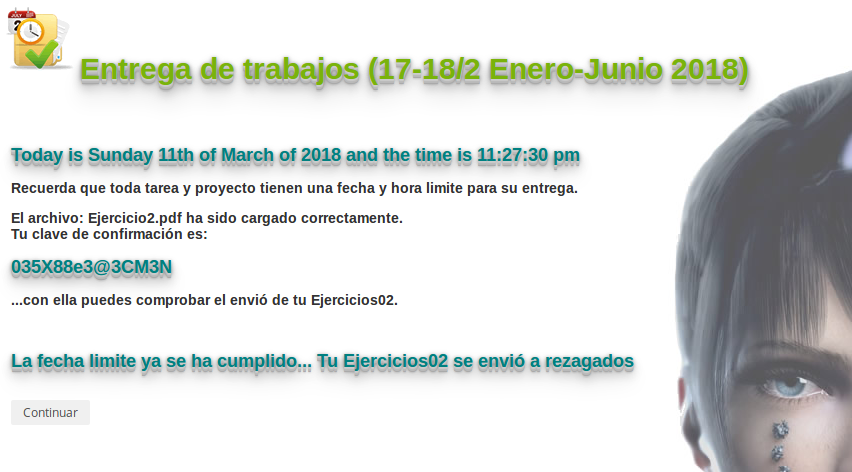 JULY
Entrega de trabajos (17-18/2 Enero-Junio 2018)
Today is Sunday 11th of March of 2018 and the time is 11:27:30 pm
Recuerda que toda tarea y proyecto tienen una fecha y hora limite para su entrega.
El archivo: Ejercicio2.pdf ha sido cargado correctamente.
Tu clave de confirmación es:
035X88e3@3CM3N
...con ella puedes comprobar el envió de tu Ejercicios02.
La fecha limite ya se ha cumplido... Tu Ejercicios02 se envió a rezagados
Continuar